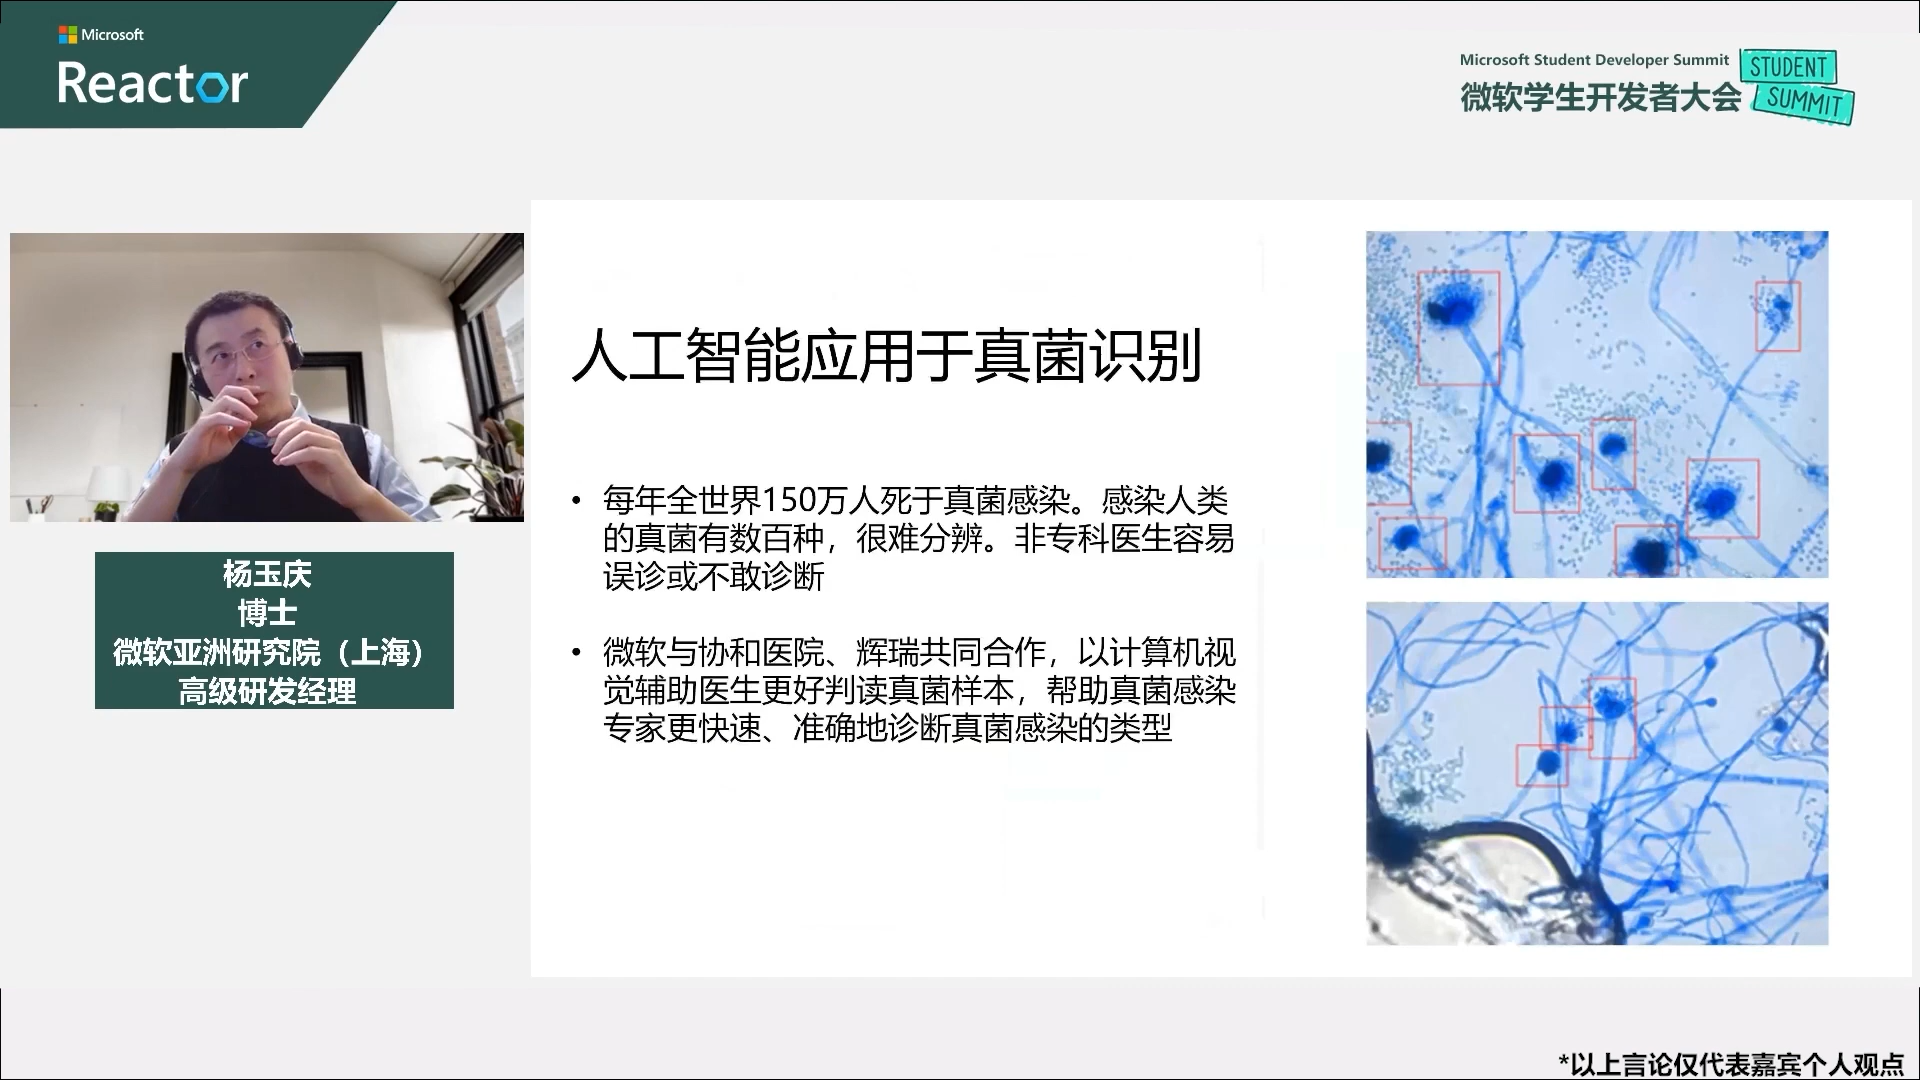 Microsoft
Reactor
Microsoft Student Developer Summit
微软学生开发者大会
STUDENT
SUMMIT
杨玉庆
博士
微软亚洲研究院（上海）
高级研发经理
人工智能应用于真菌识别
• 每年全世界150万人死于真菌感染。感染人类
的真菌有数百种，很难分辨。非专科医生容易
误诊或不敢诊断
• 微软与协和医院、辉瑞共同合作，以计算机视
觉辅助医生更好判读真菌样本，帮助真菌感染
专家更快速、准确地诊断真菌感染的类型
*以上言论仅代表嘉宾个人观点